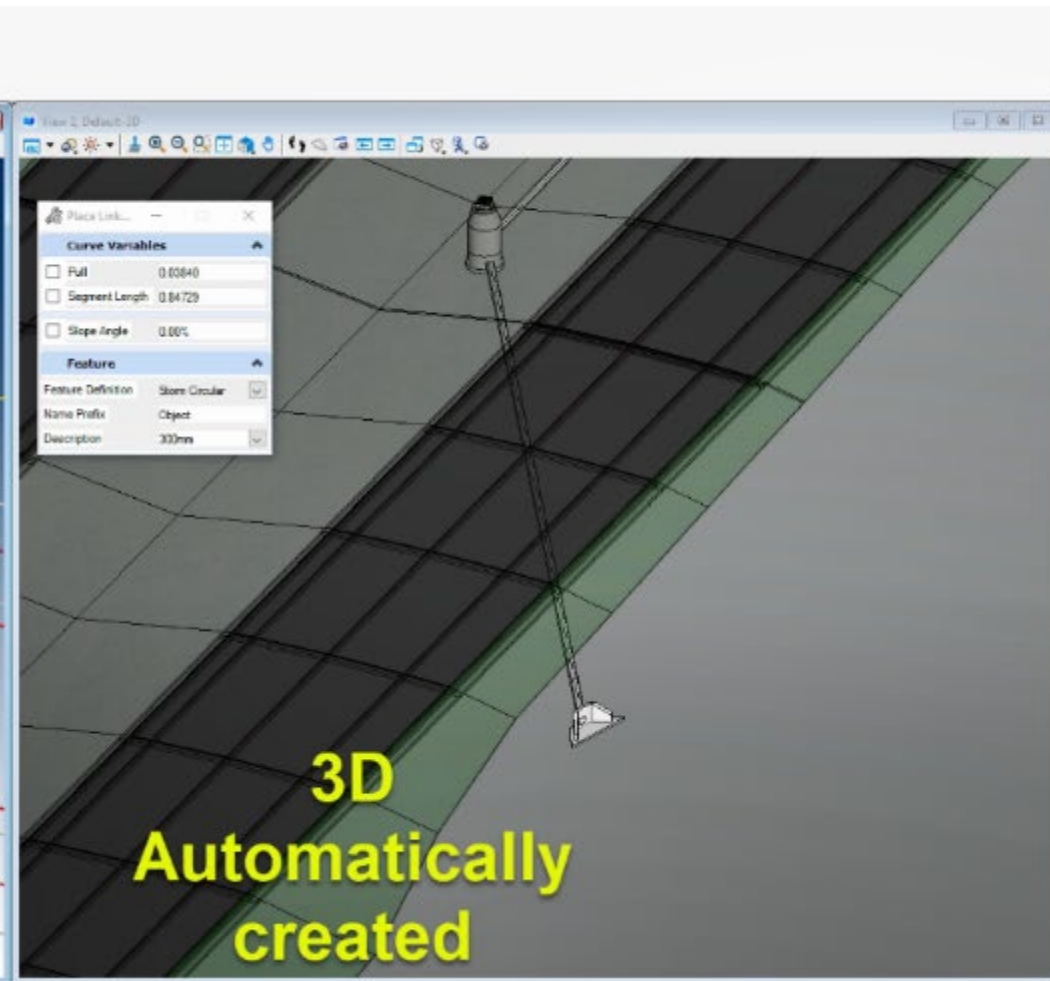 View 2, Default-3D
Place Link...
Curve Variables
Pull 0.03840
Segment Length 0.84729
Slope Angle 0.00%
Feature
Feature Definition Storm Circular
Name Prefix Object
Description 300mm
3D
Automatically
created